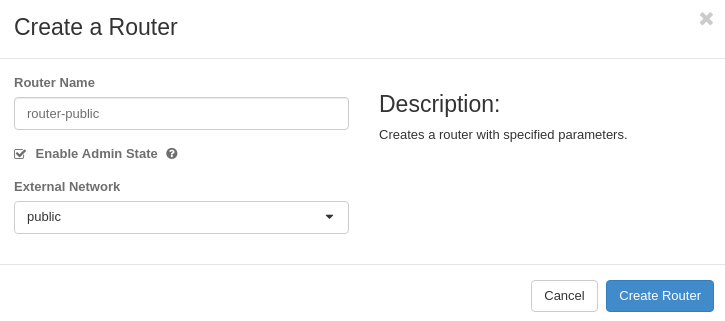 Create a Router
Router Name
router-public
Enable Admin State
External Network
public
Description:
Creates a router with specified parameters.
Cancel
Create Router